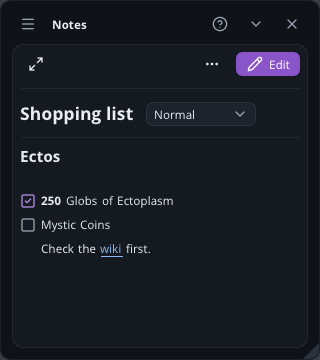 Notes
Edit
Shopping list
Normal
Ectos
250 Globs of Ectoplasm
Mystic Coins
Check the wiki first.